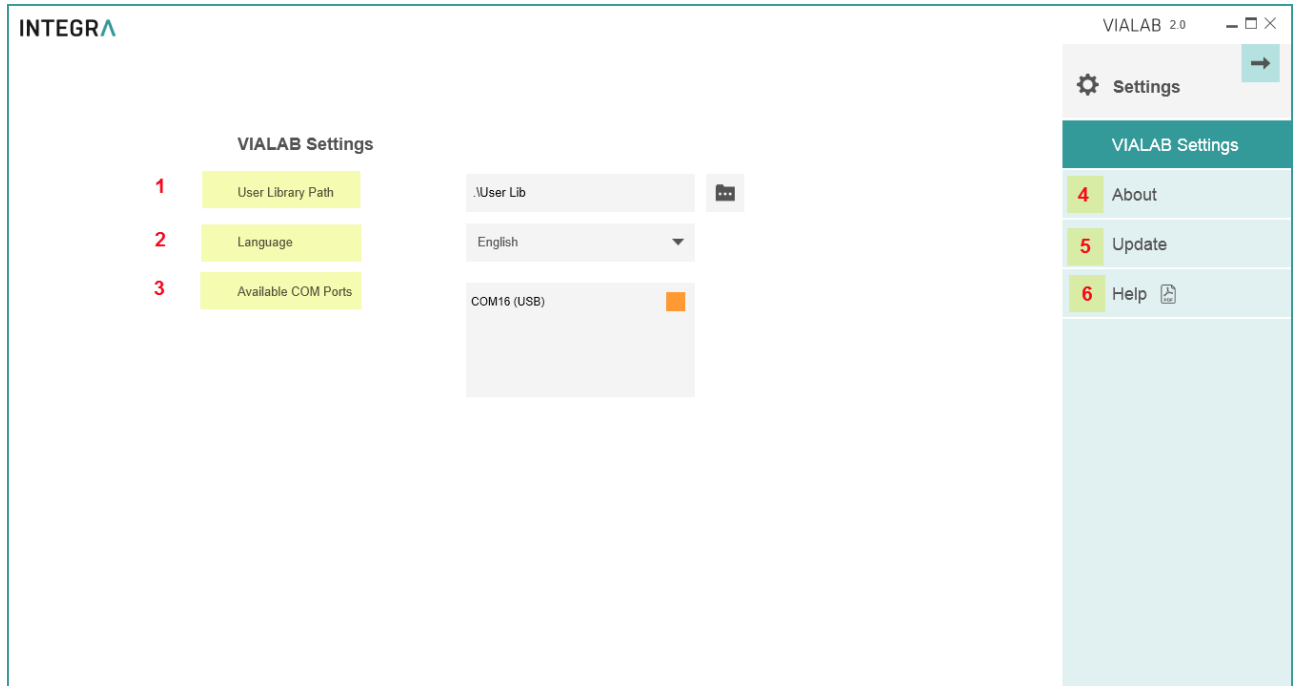 INTEGRA
VIALAB 2.0
Settings
VIALAB Settings
VIALAB Settings
1 User Library Path .\User Lib
2 Language English
3 Available COM Ports
COM16 (USB)
4 About
5 Update
6 Help PDF